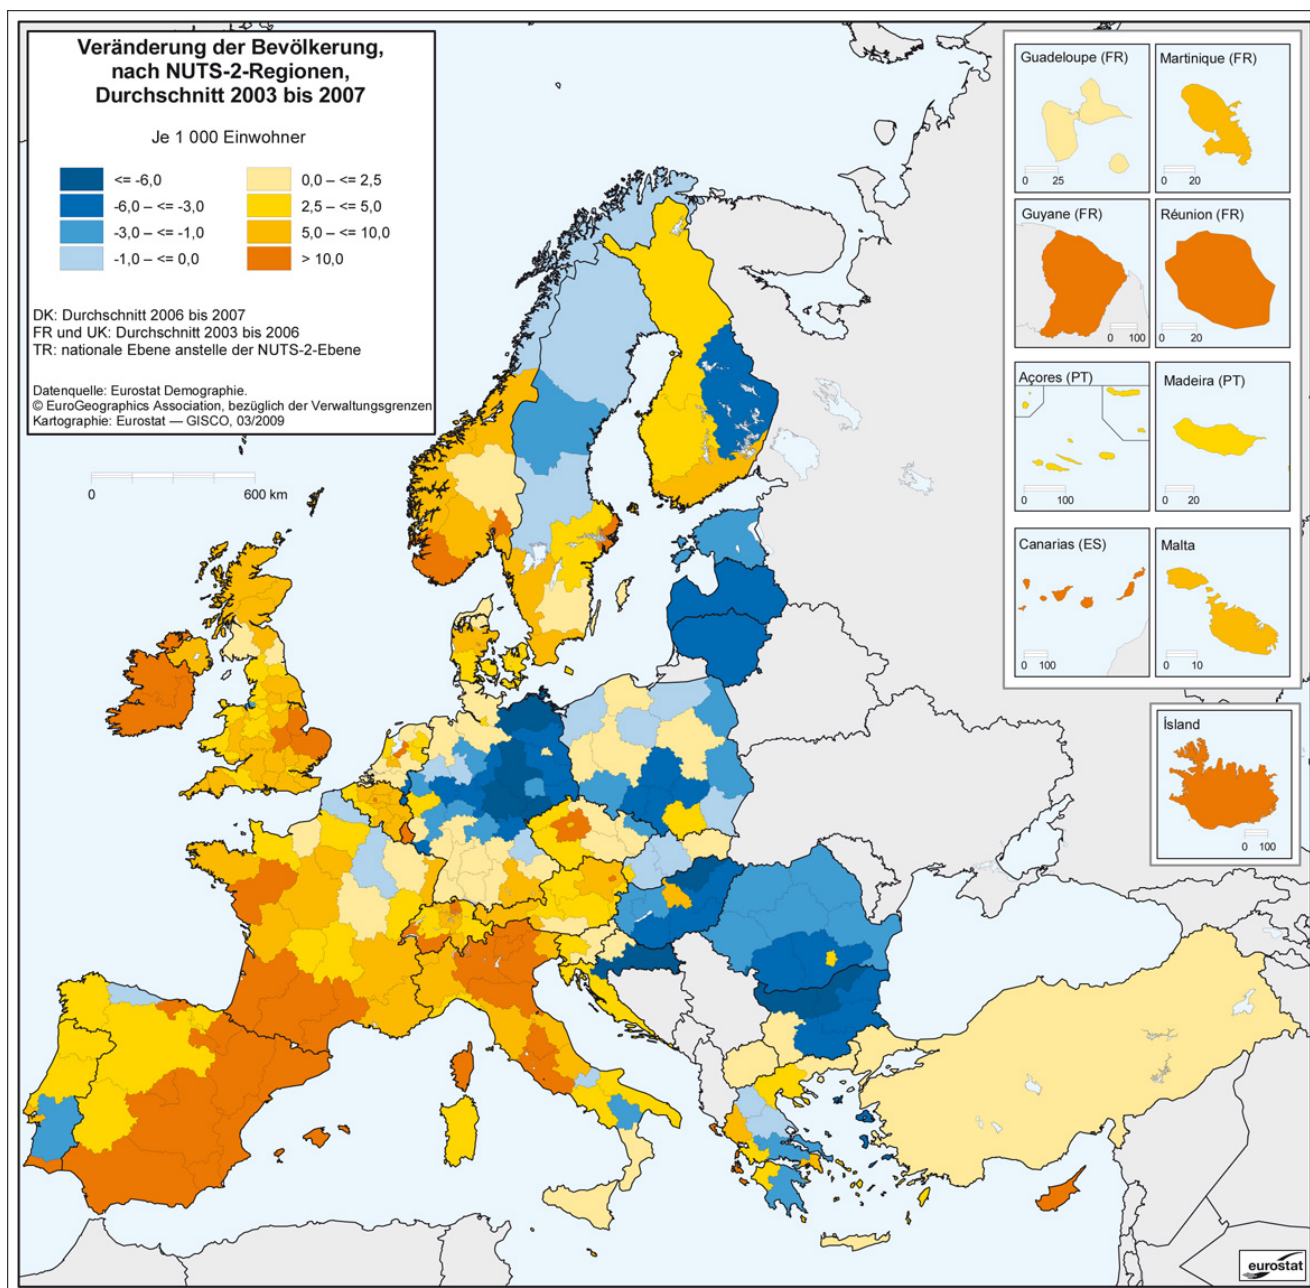 Veränderung der Bevölkerung,
nach NUTS-2-Regionen,
Durchschnitt 2003 bis 2007
Je 1 000 Einwohner
<= -6,0
-6,0 – <= -3,0
-3,0 – <= -1,0
-1,0 – <= 0,0
0,0 – <= 2,5
2,5 – <= 5,0
5,0 – <= 10,0
> 10,0
DK: Durchschnitt 2006 bis 2007
FR und UK: Durchschnitt 2003 bis 2006
TR: nationale Ebene anstelle der NUTS-2-Ebene
Datenquelle: Eurostat Demographie.
© EuroGeographics Association, bezüglich der Verwaltungsgrenzen
Kartographie: Eurostat — GISCO, 03/2009
0 600 km
Guadeloupe (FR)
0 25
Martinique (FR)
0 20
Guyane (FR)
0 100
Réunion (FR)
0 20
Açores (PT)
0 100
Madeira (PT)
0 20
Canarias (ES)
0 100
Malta
0 10
Ísland
0 100
eurostat